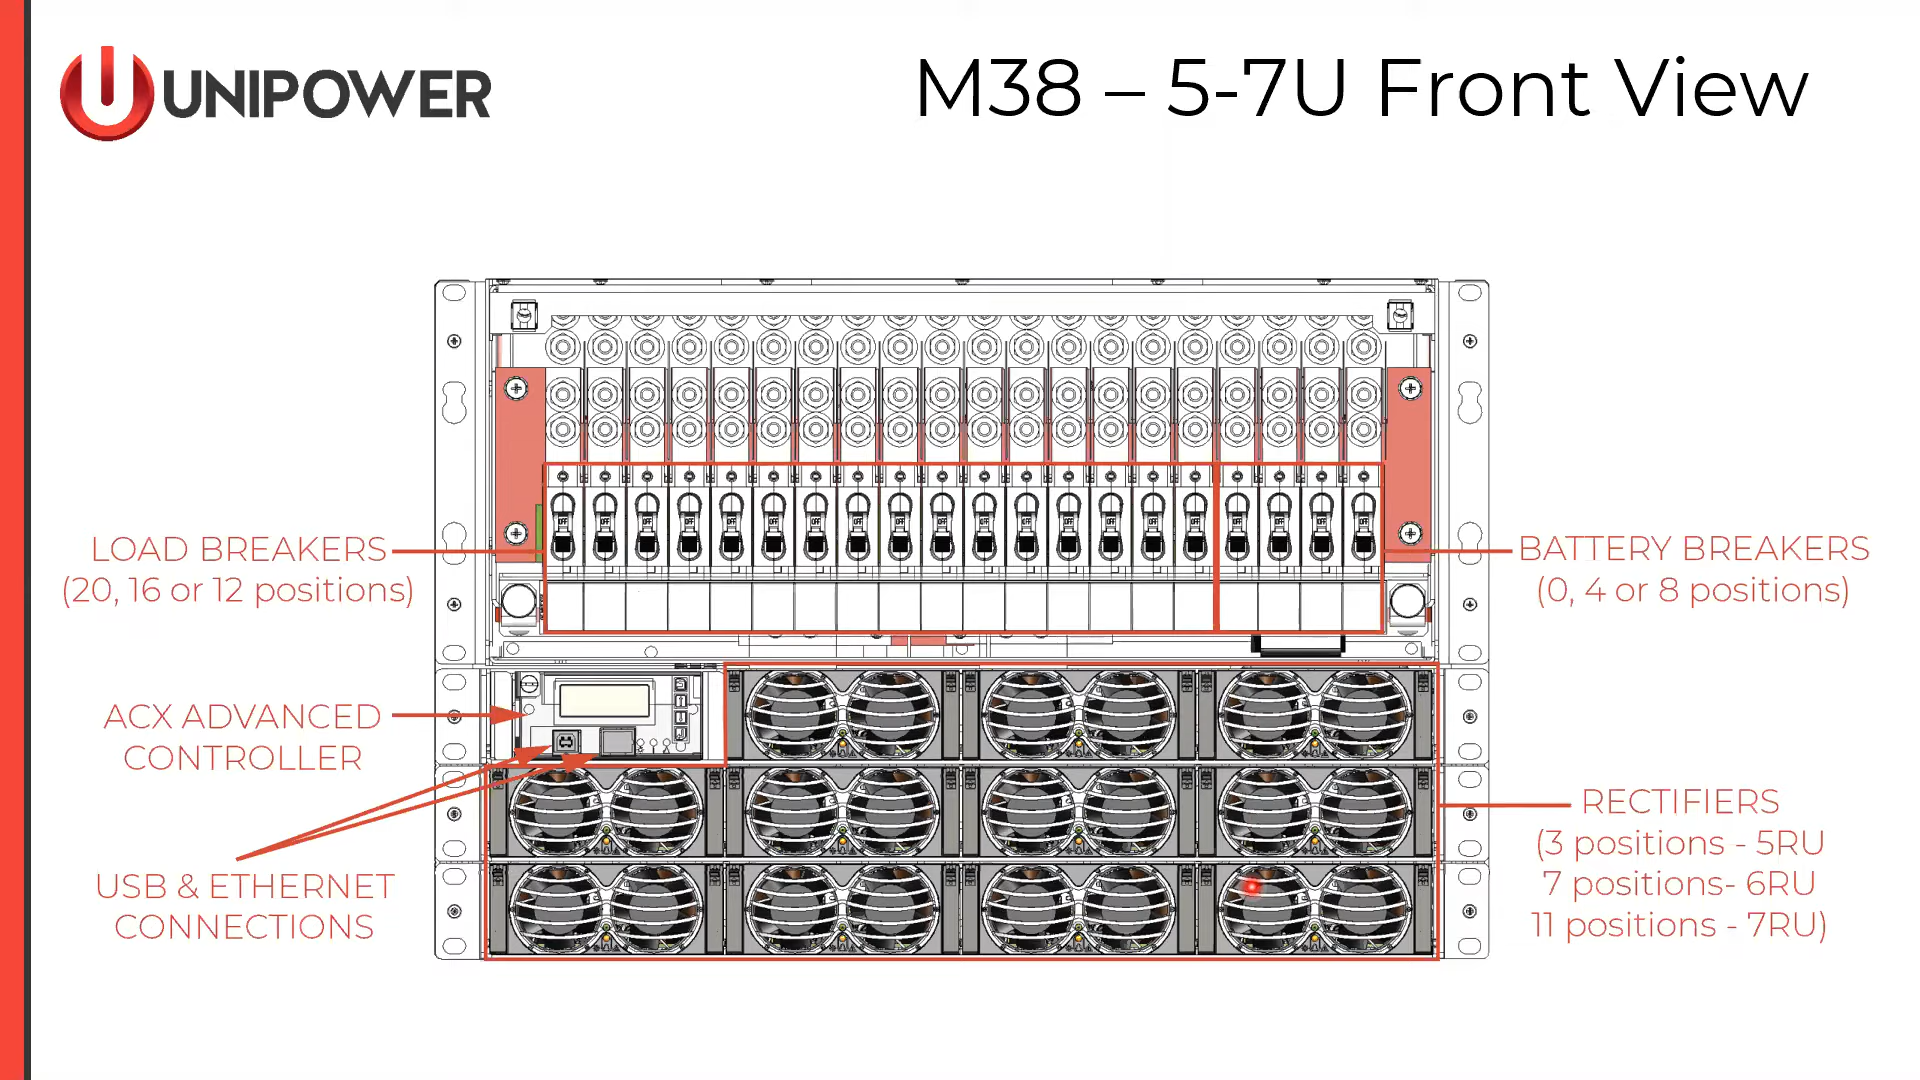 UNIPOWER
M38 – 5-7U Front View
LOAD BREAKERS
(20, 16 or 12 positions)
BATTERY BREAKERS
(0, 4 or 8 positions)
ACX ADVANCED
CONTROLLER
USB & ETHERNET
CONNECTIONS
RECTIFIERS
(3 positions - 5RU
7 positions- 6RU
11 positions - 7RU)